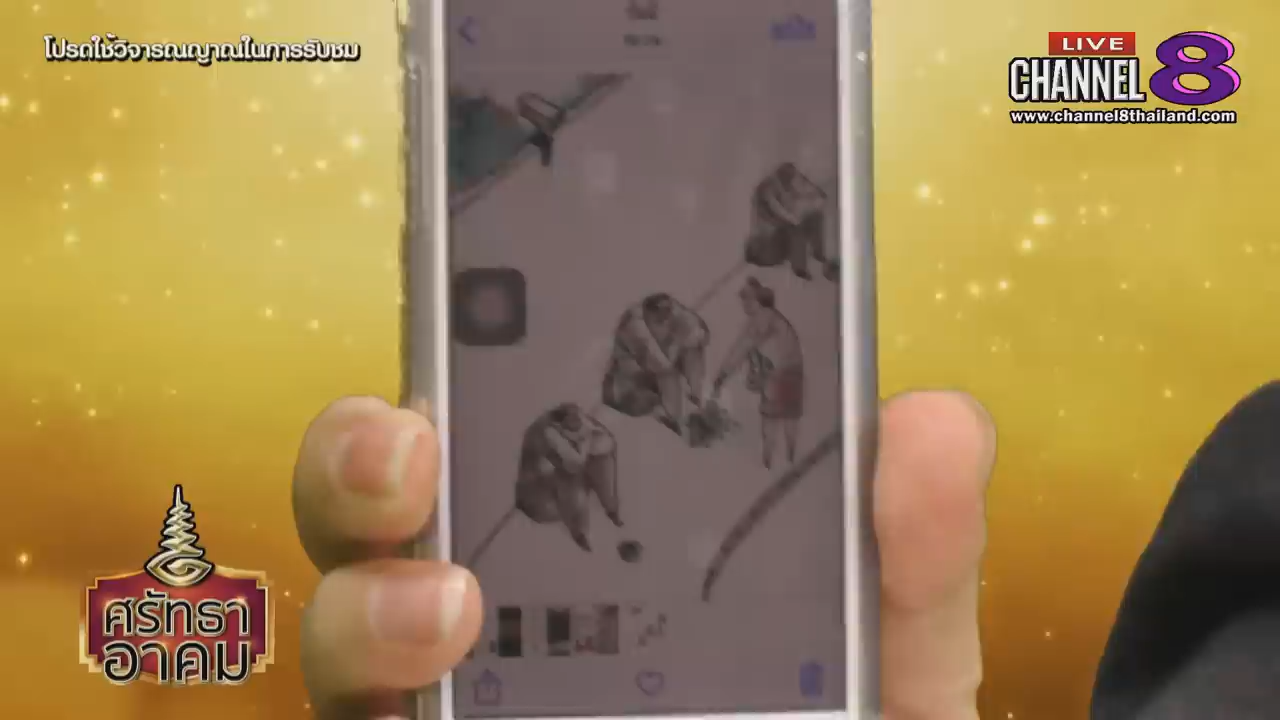 โปรดใช้วิจารณญาณในการรับชม
LIVE
CHANNEL 8
www.channel8thailand.com
ศรัทธา
อาคม